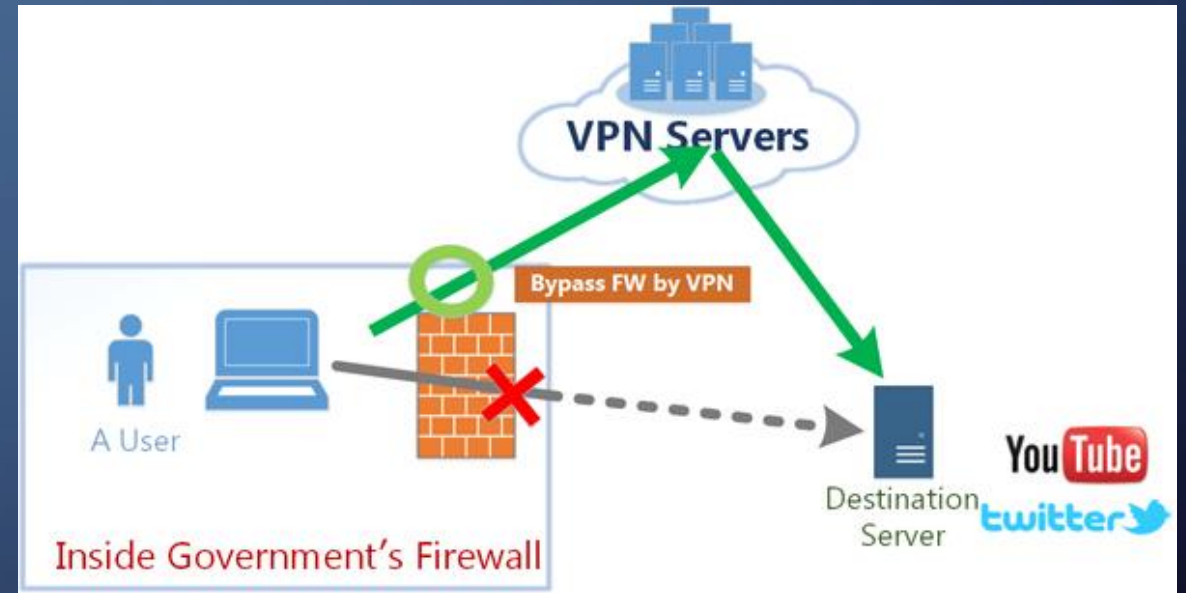 VPN Servers
Bypass FW by VPN
A User
Inside Government's Firewall
Destination
Server
YouTube
twitter